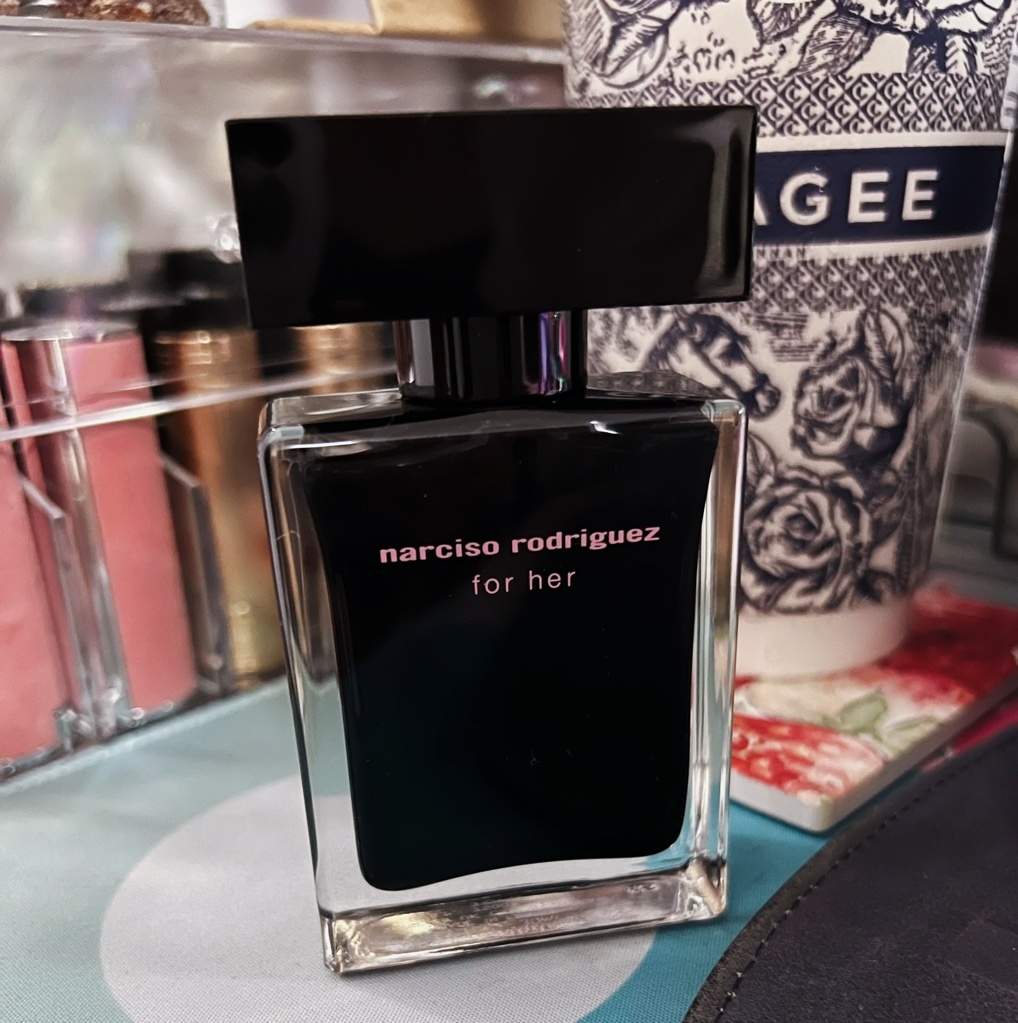 AGEE
narciso rodriguez
for her